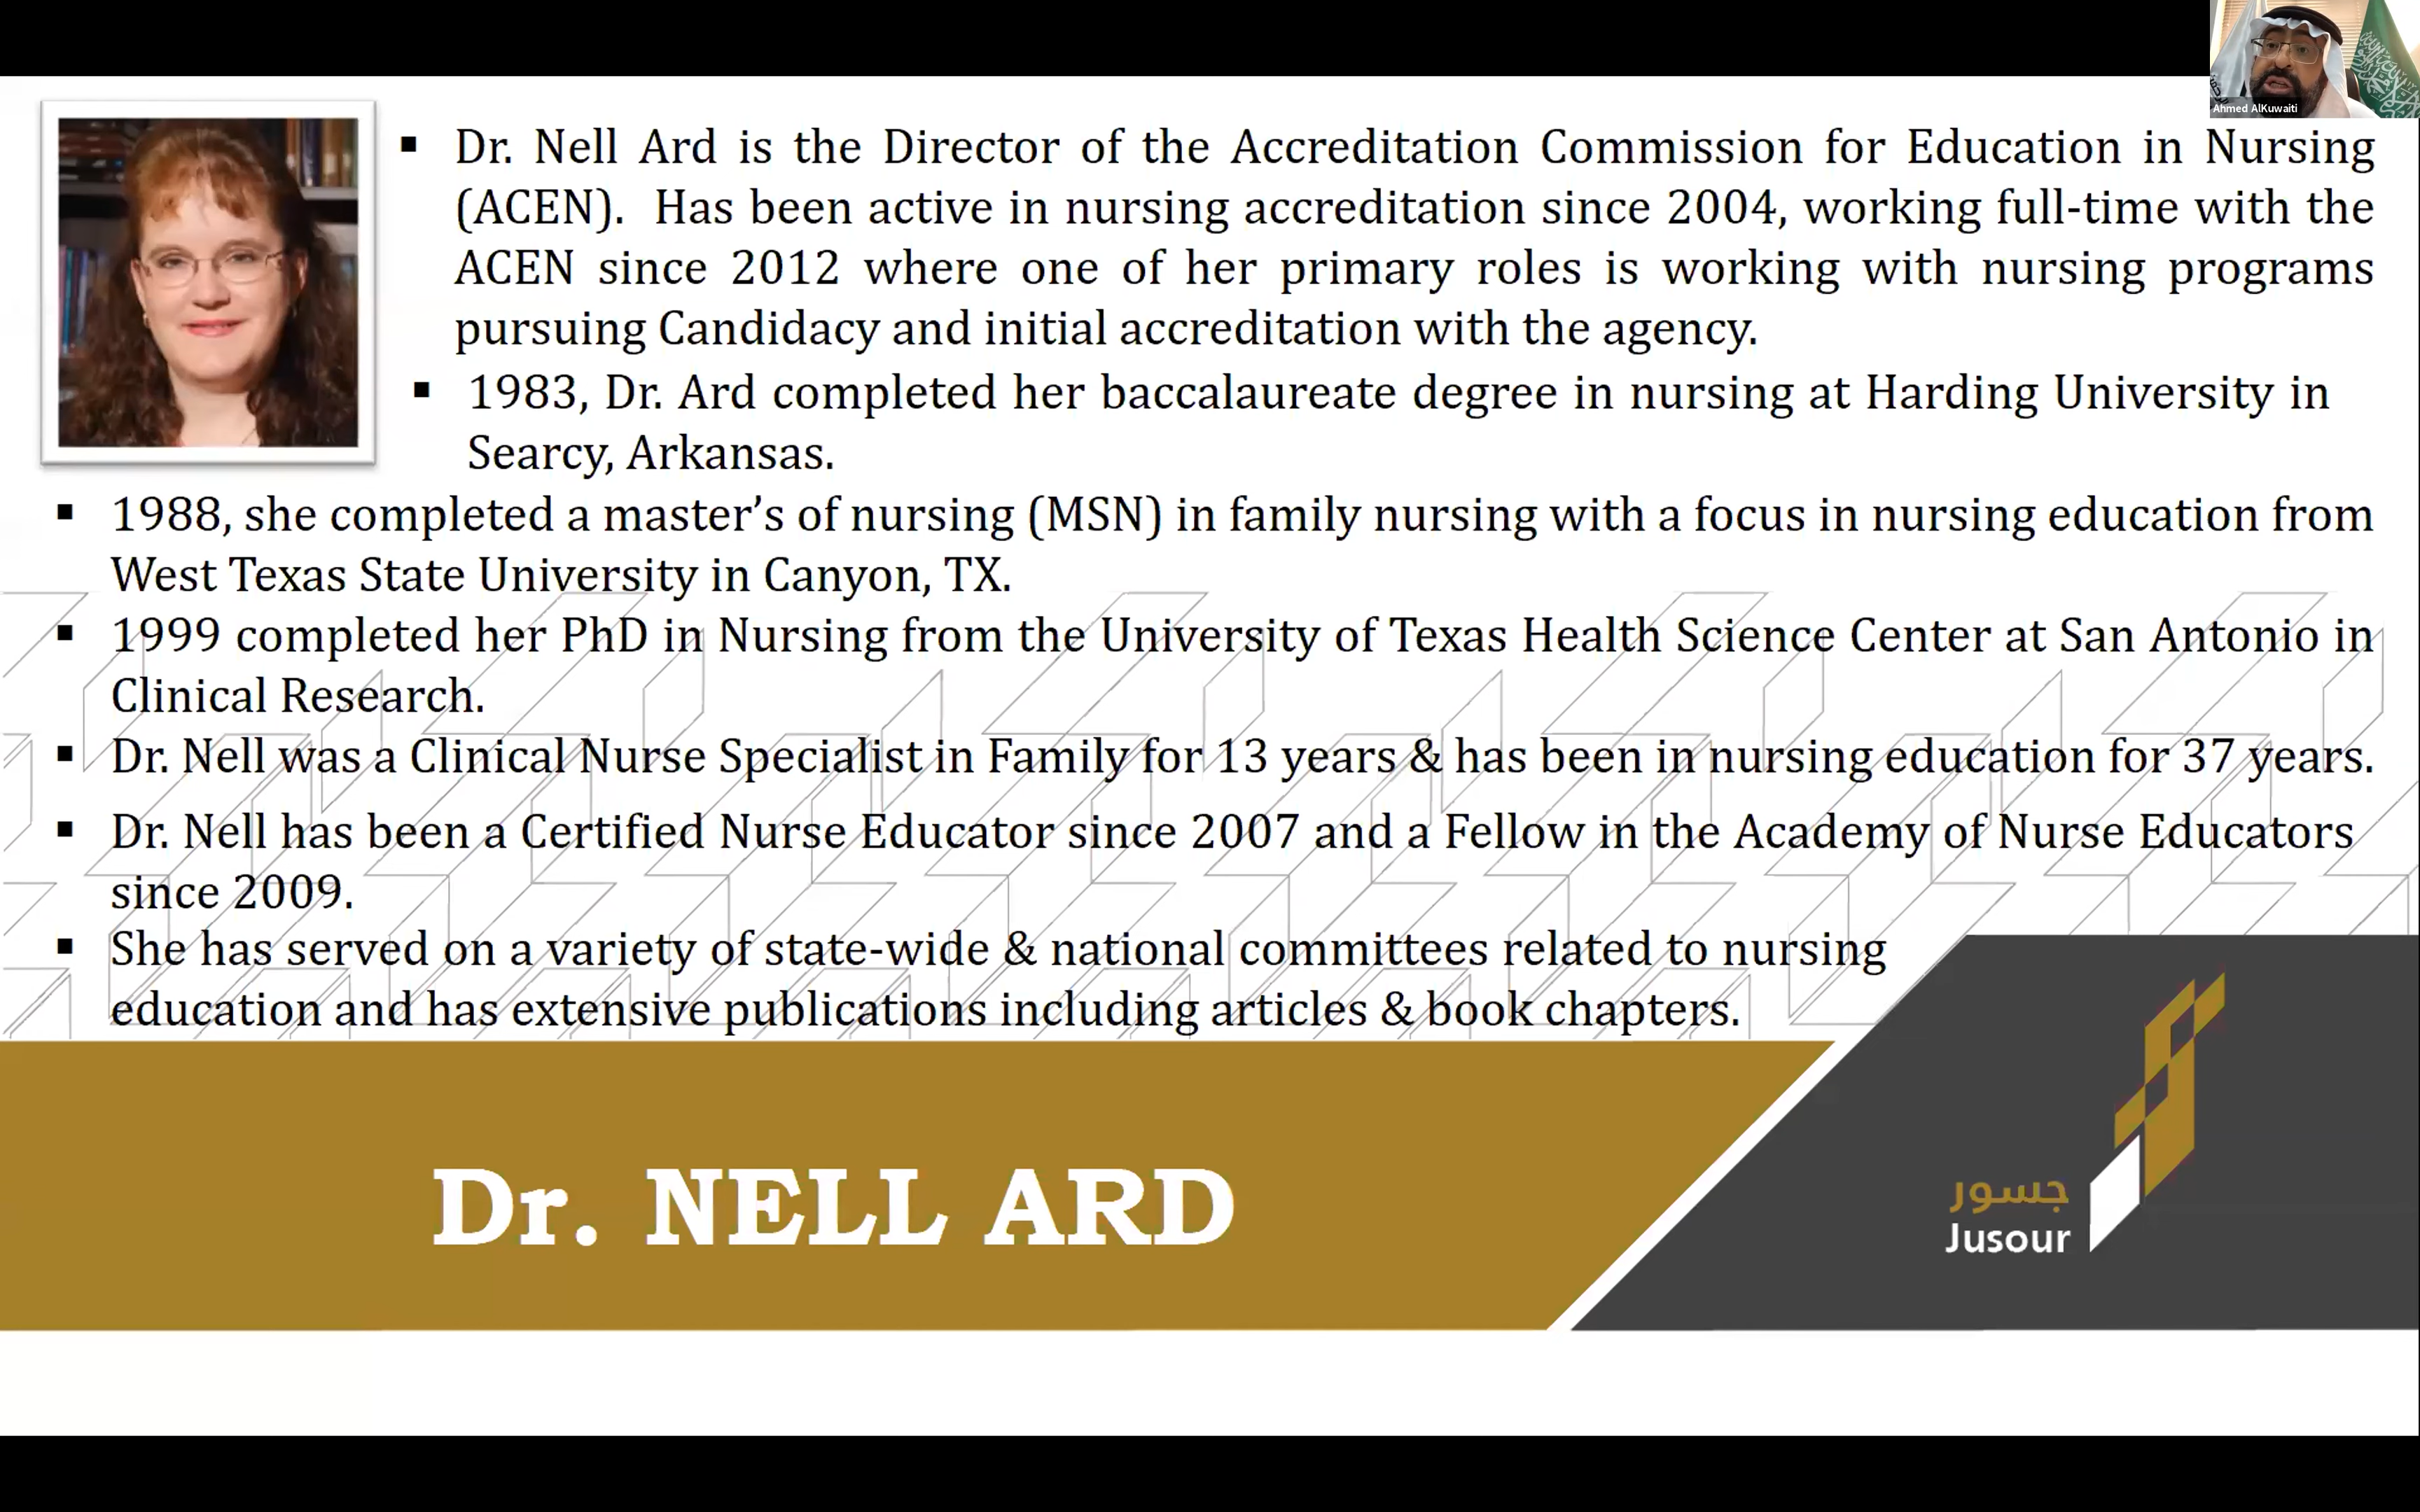 Ahmed AlKuwaiti
▪ Dr. Nell Ard is the Director of the Accreditation Commission for Education in Nursing
(ACEN). Has been active in nursing accreditation since 2004, working full-time with the
ACEN since 2012 where one of her primary roles is working with nursing programs
pursuing Candidacy and initial accreditation with the agency.
▪ 1983, Dr. Ard completed her baccalaureate degree in nursing at Harding University in
Searcy, Arkansas.
▪ 1988, she completed a master’s of nursing (MSN) in family nursing with a focus in nursing education from
West Texas State University in Canyon, TX.
▪ 1999 completed her PhD in Nursing from the University of Texas Health Science Center at San Antonio in
Clinical Research.
▪ Dr. Nell was a Clinical Nurse Specialist in Family for 13 years & has been in nursing education for 37 years.
▪ Dr. Nell has been a Certified Nurse Educator since 2007 and a Fellow in the Academy of Nurse Educators
since 2009.
▪ She has served on a variety of state-wide & national committees related to nursing
education and has extensive publications including articles & book chapters.
Dr. NELL ARD
جسور
Jusour